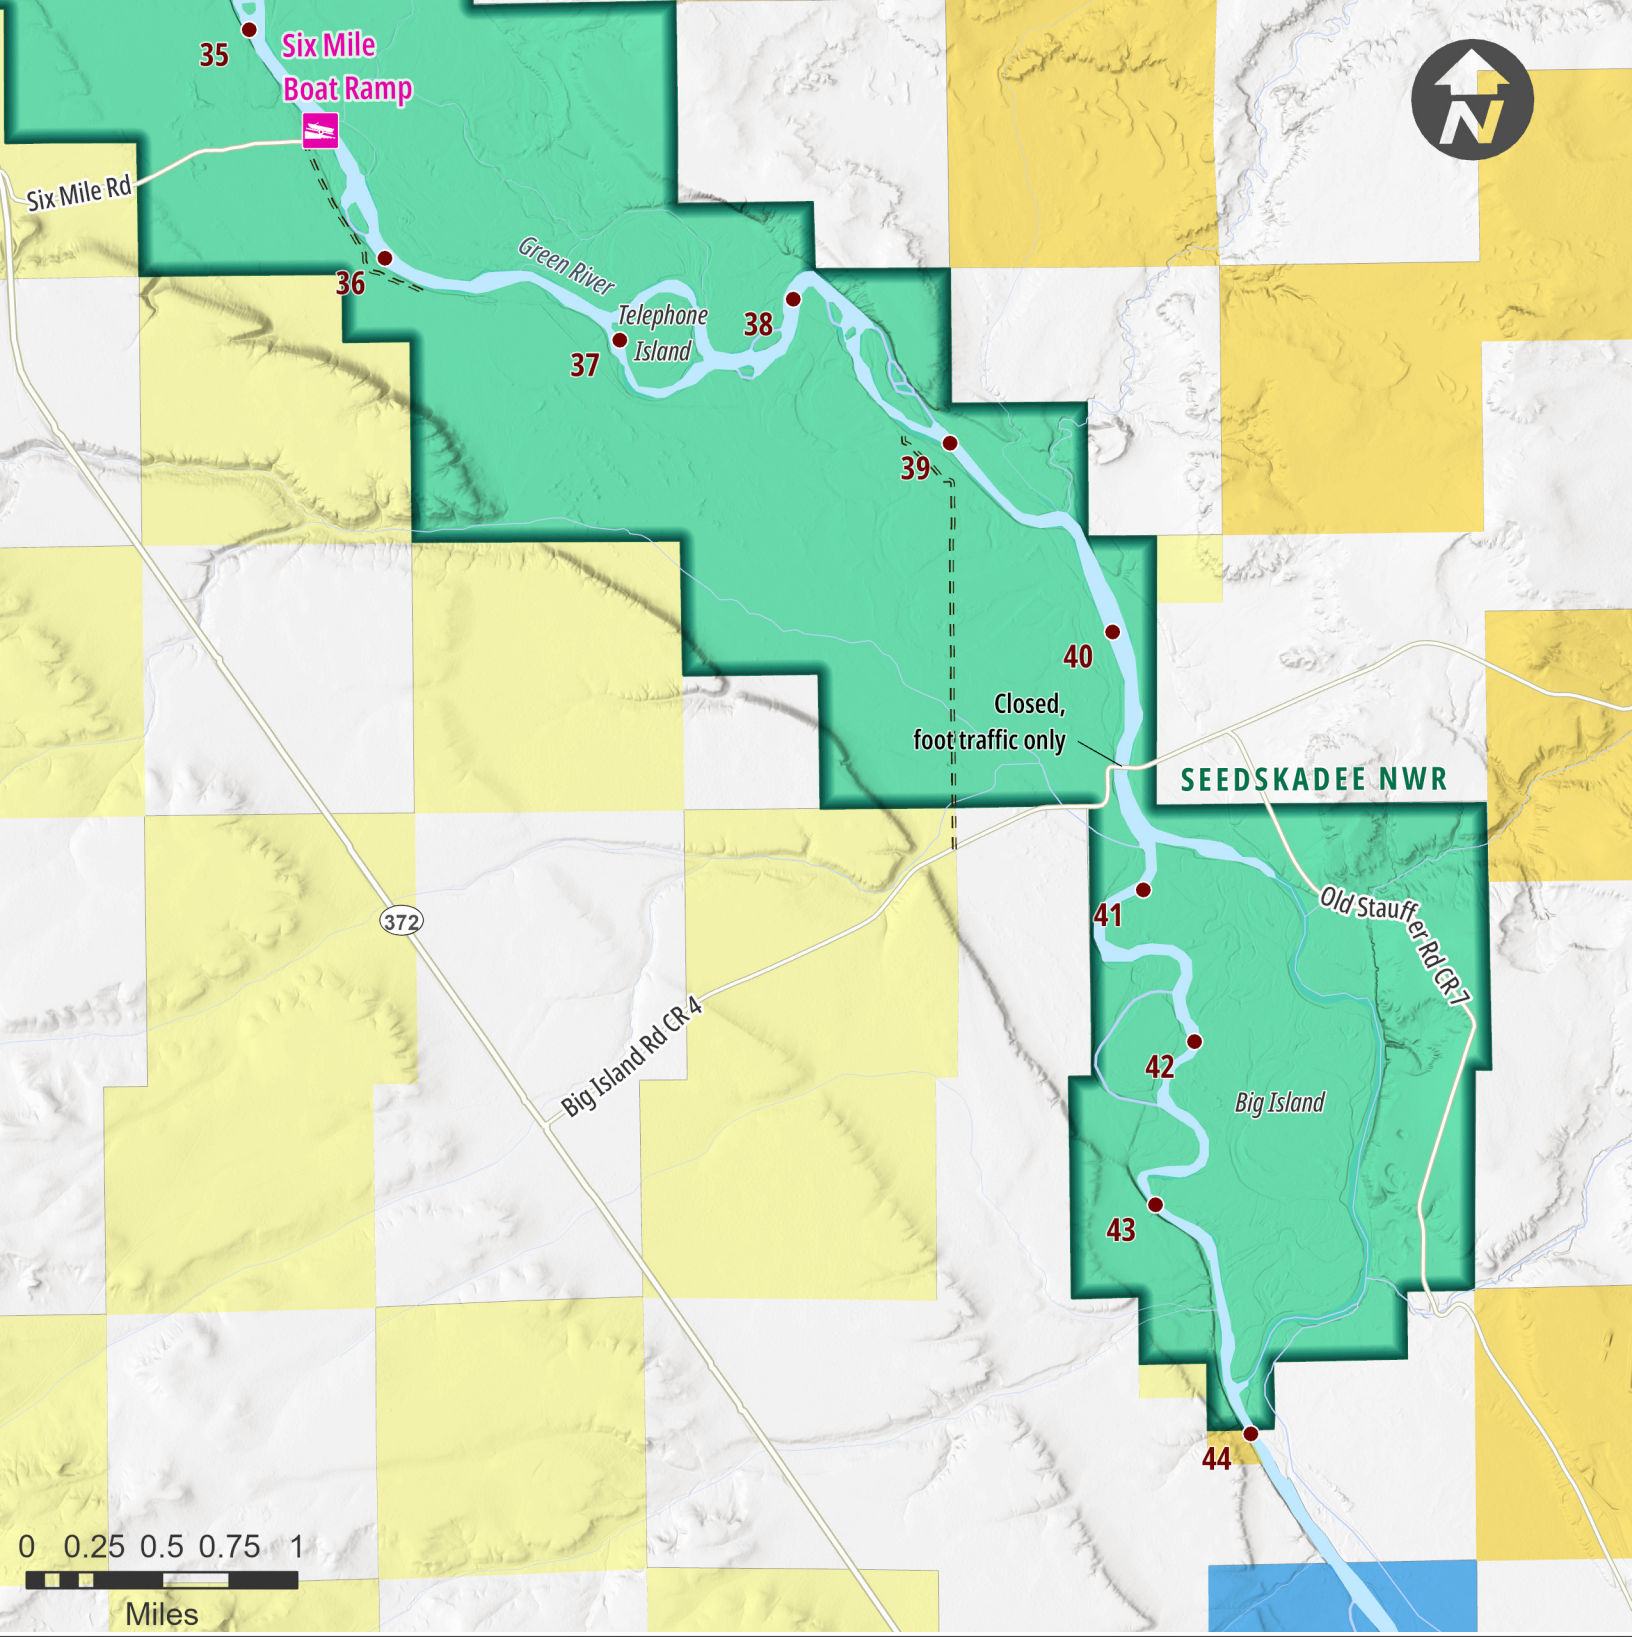 35
Six Mile
Boat Ramp
N
Six Mile Rd
36
Green River
Telephone
Island
37
38
39
40
Closed,
foot traffic only
SEEDSKADEE NWR
41
Old Stauffer Rd CR 7
372
Big Island Rd CR 4
42
Big Island
43
44
0 0.25 0.5 0.75 1
Miles